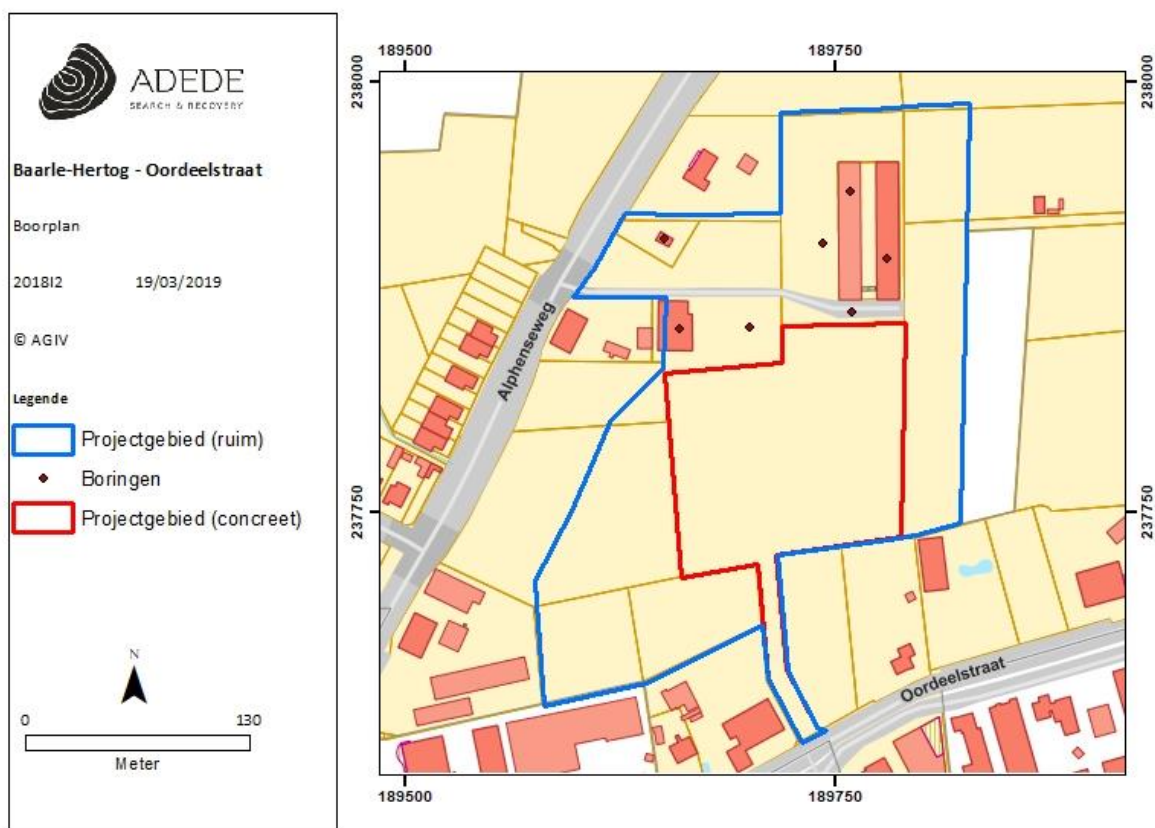 ADEDE
SEARCH & RECOVERY
Baarle-Hertog - Oordeelstraat
Boorplan
2018I2 19/03/2019
© AGIV
Legende
Projectgebied (ruim)
Boringen
Projectgebied (concreet)
N
0 130
Meter
189500 189750
238000 238000
Alphenseweg
237750 237750
Oordeelstraat
189500 189750